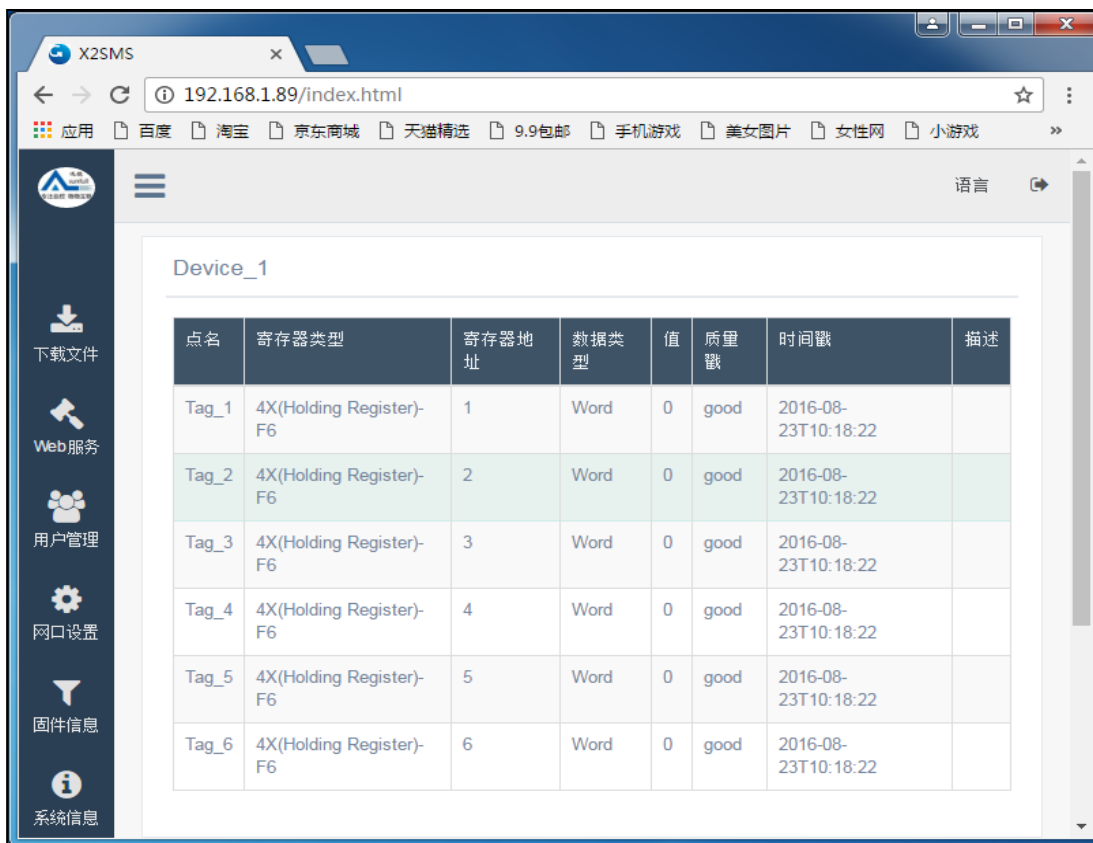 X2SMS
192.168.1.89/index.html
应用 百度 淘宝 京东商城 天猫精选 9.9包邮 手机游戏 美女图片 女性网 小游戏 »
语言
Device_1
下载文件
Web服务
用户管理
网口设置
固件信息
系统信息
点名 寄存器类型 寄存器地 数据类 值 质量 时间戳 描述
址 型 戳
Tag_1 4X(Holding Register)- 1 Word 0 good 2016-08-
F6 23T10:18:22
Tag_2 4X(Holding Register)- 2 Word 0 good 2016-08-
F6 23T10:18:22
Tag_3 4X(Holding Register)- 3 Word 0 good 2016-08-
F6 23T10:18:22
Tag_4 4X(Holding Register)- 4 Word 0 good 2016-08-
F6 23T10:18:22
Tag_5 4X(Holding Register)- 5 Word 0 good 2016-08-
F6 23T10:18:22
Tag_6 4X(Holding Register)- 6 Word 0 good 2016-08-
F6 23T10:18:22